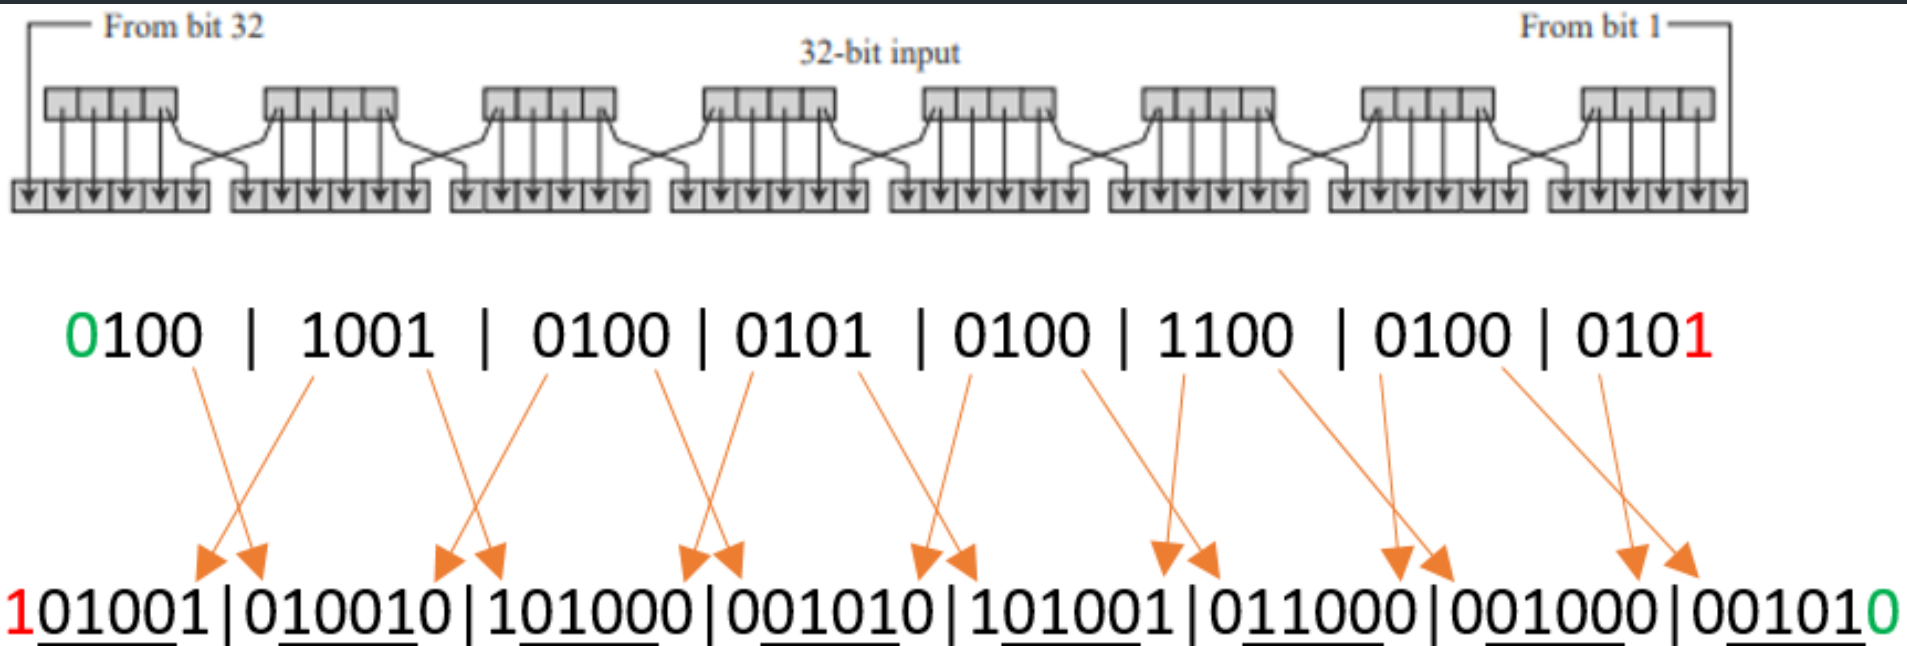 From bit 32
From bit 1
32-bit input
0100 | 1001 | 0100 | 0101 | 0100 | 1100 | 0100 | 0101
101001|010010|101000|001010|101001|011000|001000|001010